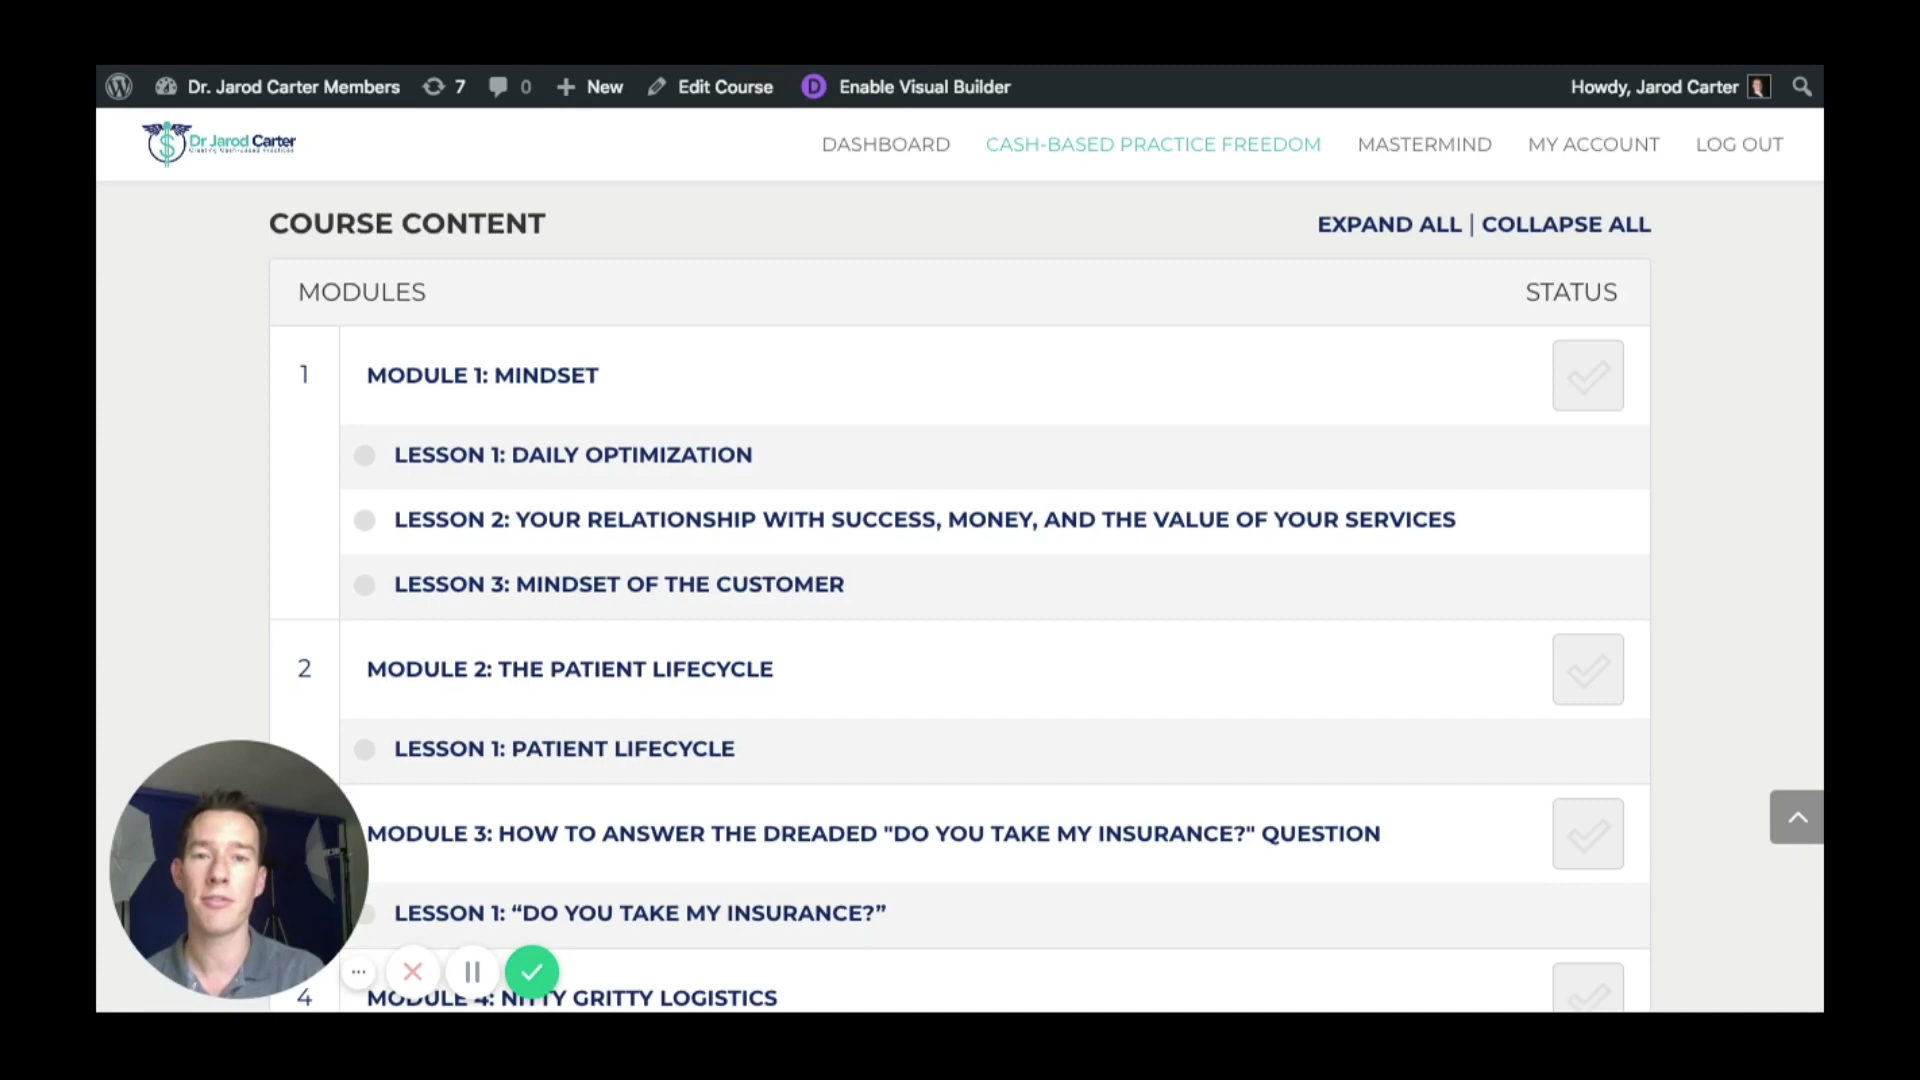 Dr. Jarod Carter Members 7 0 New Edit Course D Enable Visual Builder Howdy, Jarod Carter
Dr Jarod Carter
DASHBOARD CASH-BASED PRACTICE FREEDOM MASTERMIND MY ACCOUNT LOG OUT
COURSE CONTENT EXPAND ALL | COLLAPSE ALL
MODULES STATUS
1 MODULE 1: MINDSET
LESSON 1: DAILY OPTIMIZATION
LESSON 2: YOUR RELATIONSHIP WITH SUCCESS, MONEY, AND THE VALUE OF YOUR SERVICES
LESSON 3: MINDSET OF THE CUSTOMER
2 MODULE 2: THE PATIENT LIFECYCLE
LESSON 1: PATIENT LIFECYCLE
MODULE 3: HOW TO ANSWER THE DREADED "DO YOU TAKE MY INSURANCE?" QUESTION
LESSON 1: “DO YOU TAKE MY INSURANCE?”
4 MODULE 4: NITTY GRITTY LOGISTICS